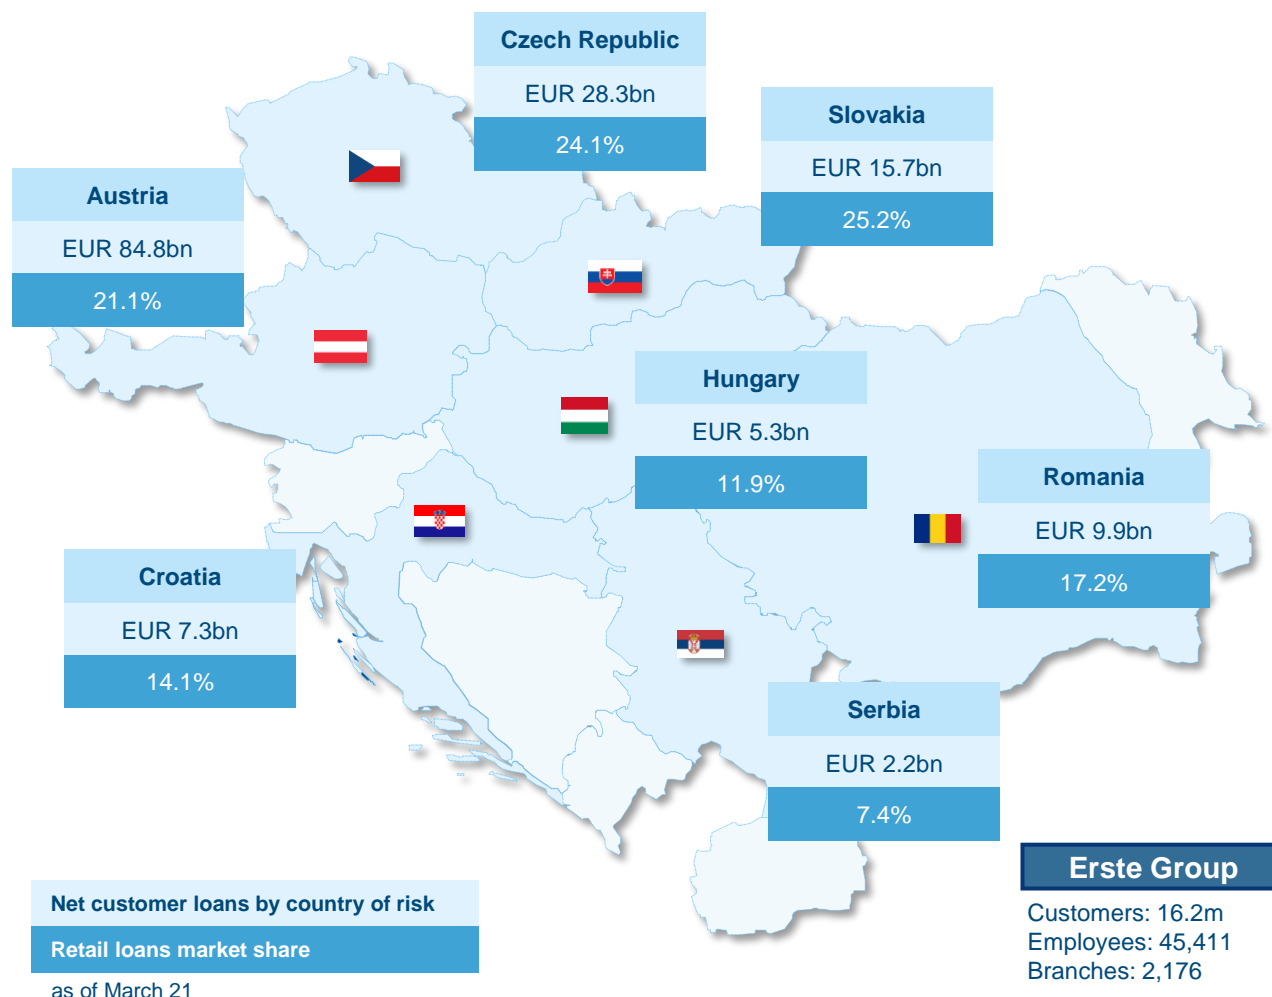 Czech Republic
EUR 28.3bn
24.1%
Slovakia
EUR 15.7bn
25.2%
Austria
EUR 84.8bn
21.1%
Hungary
EUR 5.3bn
11.9%
Romania
EUR 9.9bn
17.2%
Croatia
EUR 7.3bn
14.1%
Serbia
EUR 2.2bn
7.4%
Net customer loans by country of risk
Retail loans market share
as of March 21
Erste Group
Customers: 16.2m
Employees: 45,411
Branches: 2,176